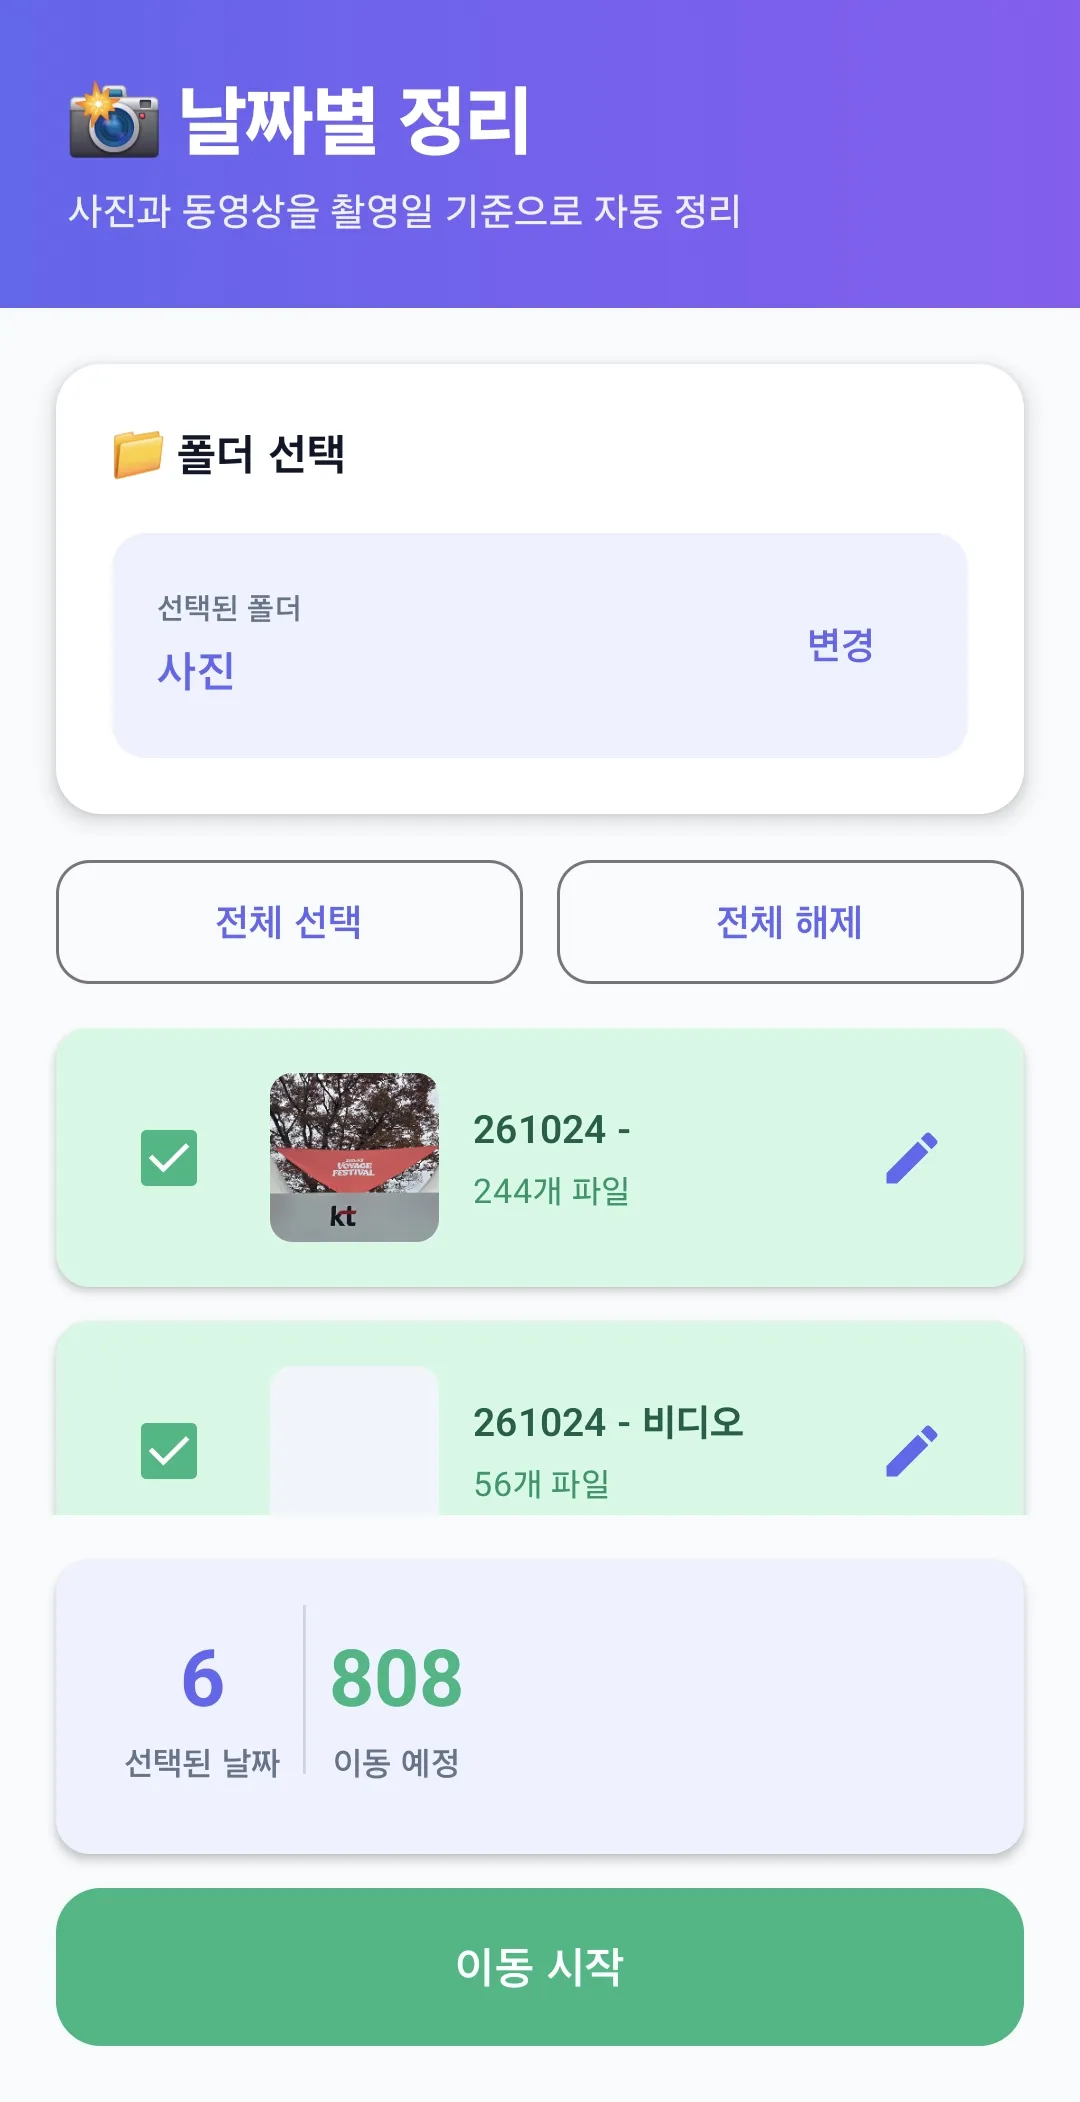 날짜별 정리
사진과 동영상을 촬영일 기준으로 자동 정리
폴더 선택
선택된 폴더
사진
변경
전체 선택
전체 해제
VOYAGE
FESTIVAL
kt
261024 -
244개 파일
261024 - 비디오
56개 파일
6
선택된 날짜
808
이동 예정
이동 시작